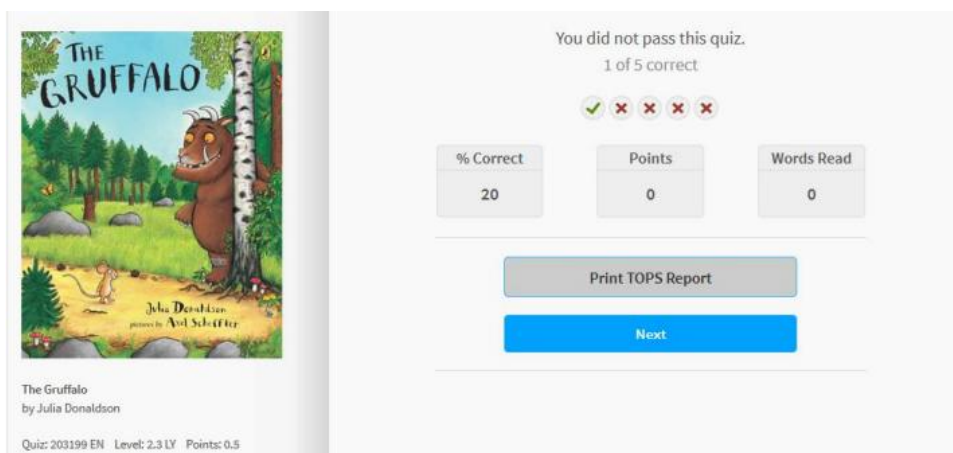 THE
GRUFFALO
Julia Donaldson
pictures by Axel Scheffler
The Gruffalo
by Julia Donaldson
Quiz: 203199 EN Level: 2.3 LY Points: 0.5
You did not pass this quiz.
1 of 5 correct
% Correct Points Words Read
20 0 0
Print TOPS Report
Next